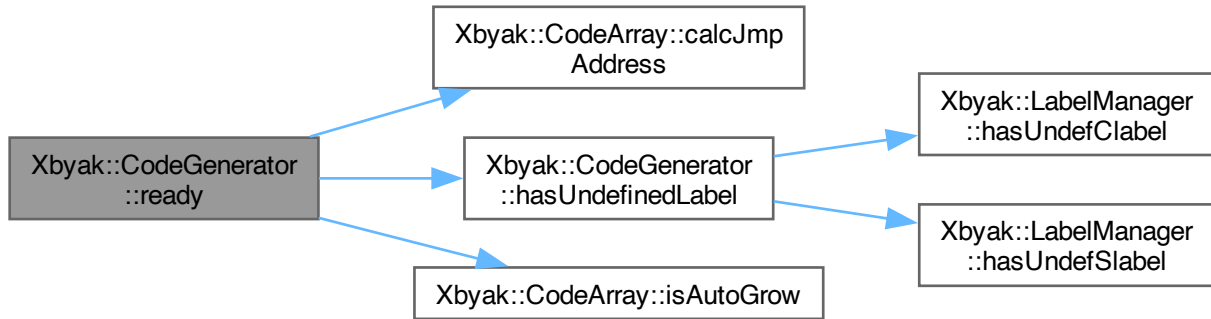 Xbyak::CodeGenerator
::ready
Xbyak::CodeArray::calcJmp
Address
Xbyak::CodeGenerator
::hasUndefinedLabel
Xbyak::CodeArray::isAutoGrow
Xbyak::LabelManager
::hasUndefClabel
Xbyak::LabelManager
::hasUndefSlabel